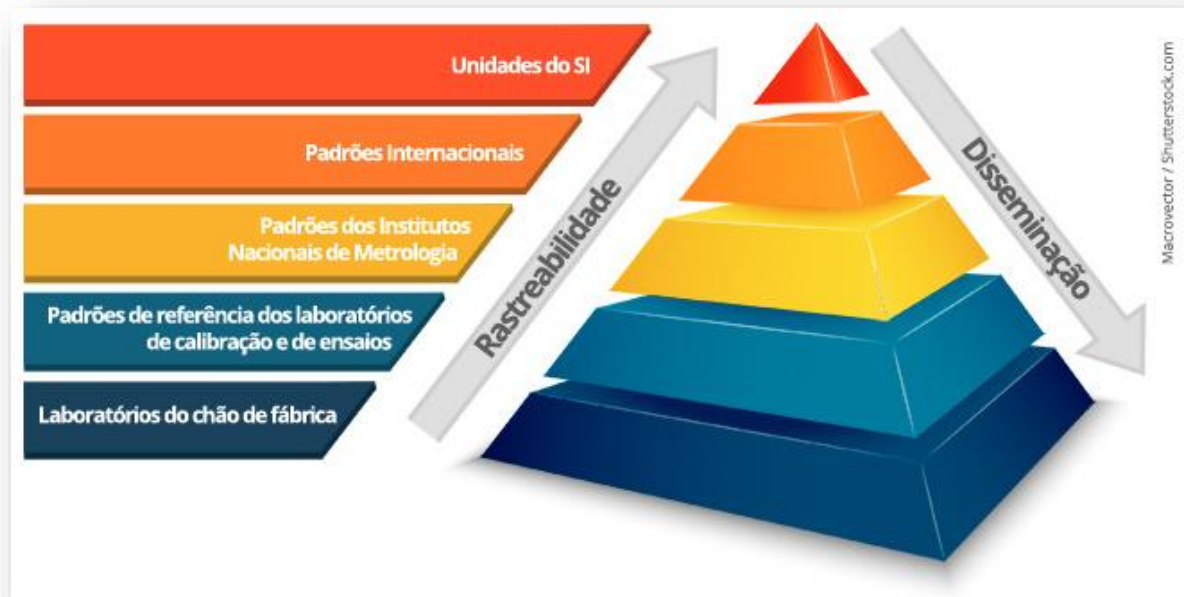 Unidades do SI
Padrões Internacionais
Padrões dos Institutos
Nacionais de Metrologia
Padrões de referência dos laboratórios
de calibração e de ensaios
Laboratórios do chão de fábrica
Rastreabilidade
Disseminação
Macrovector / Shutterstock.com